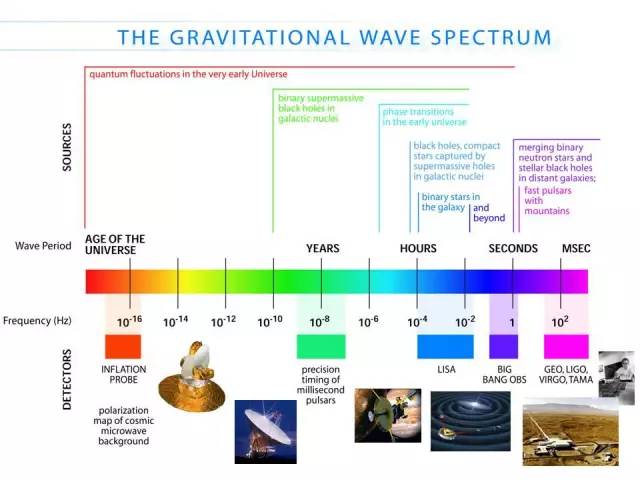 THE GRAVITATIONAL WAVE SPECTRUM
SOURCES
quantum fluctuations in the very early Universe
binary supermassive
black holes in
galactic nuclei
phase transitions
in the early universe
black holes, compact
stars captured by
supermassive holes
in galactic nuclei
merging binary
neutron stars and
stellar black holes
in distant galaxies;
binary stars in
the galaxy
and
beyond
fast pulsars
with
mountains
Wave Period
AGE OF THE
UNIVERSE
YEARS
HOURS
SECONDS
MSEC
Frequency (Hz)
10⁻¹⁶
10⁻¹⁴
10⁻¹²
10⁻¹⁰
10⁻⁸
10⁻⁶
10⁻⁴
10⁻²
1
10²
DETECTORS
INFLATION
PROBE
polarization
map of cosmic
microwave
background
precision
timing of
millisecond
pulsars
LISA
BIG
BANG OBS
GEO, LIGO,
VIRGO, TAMA